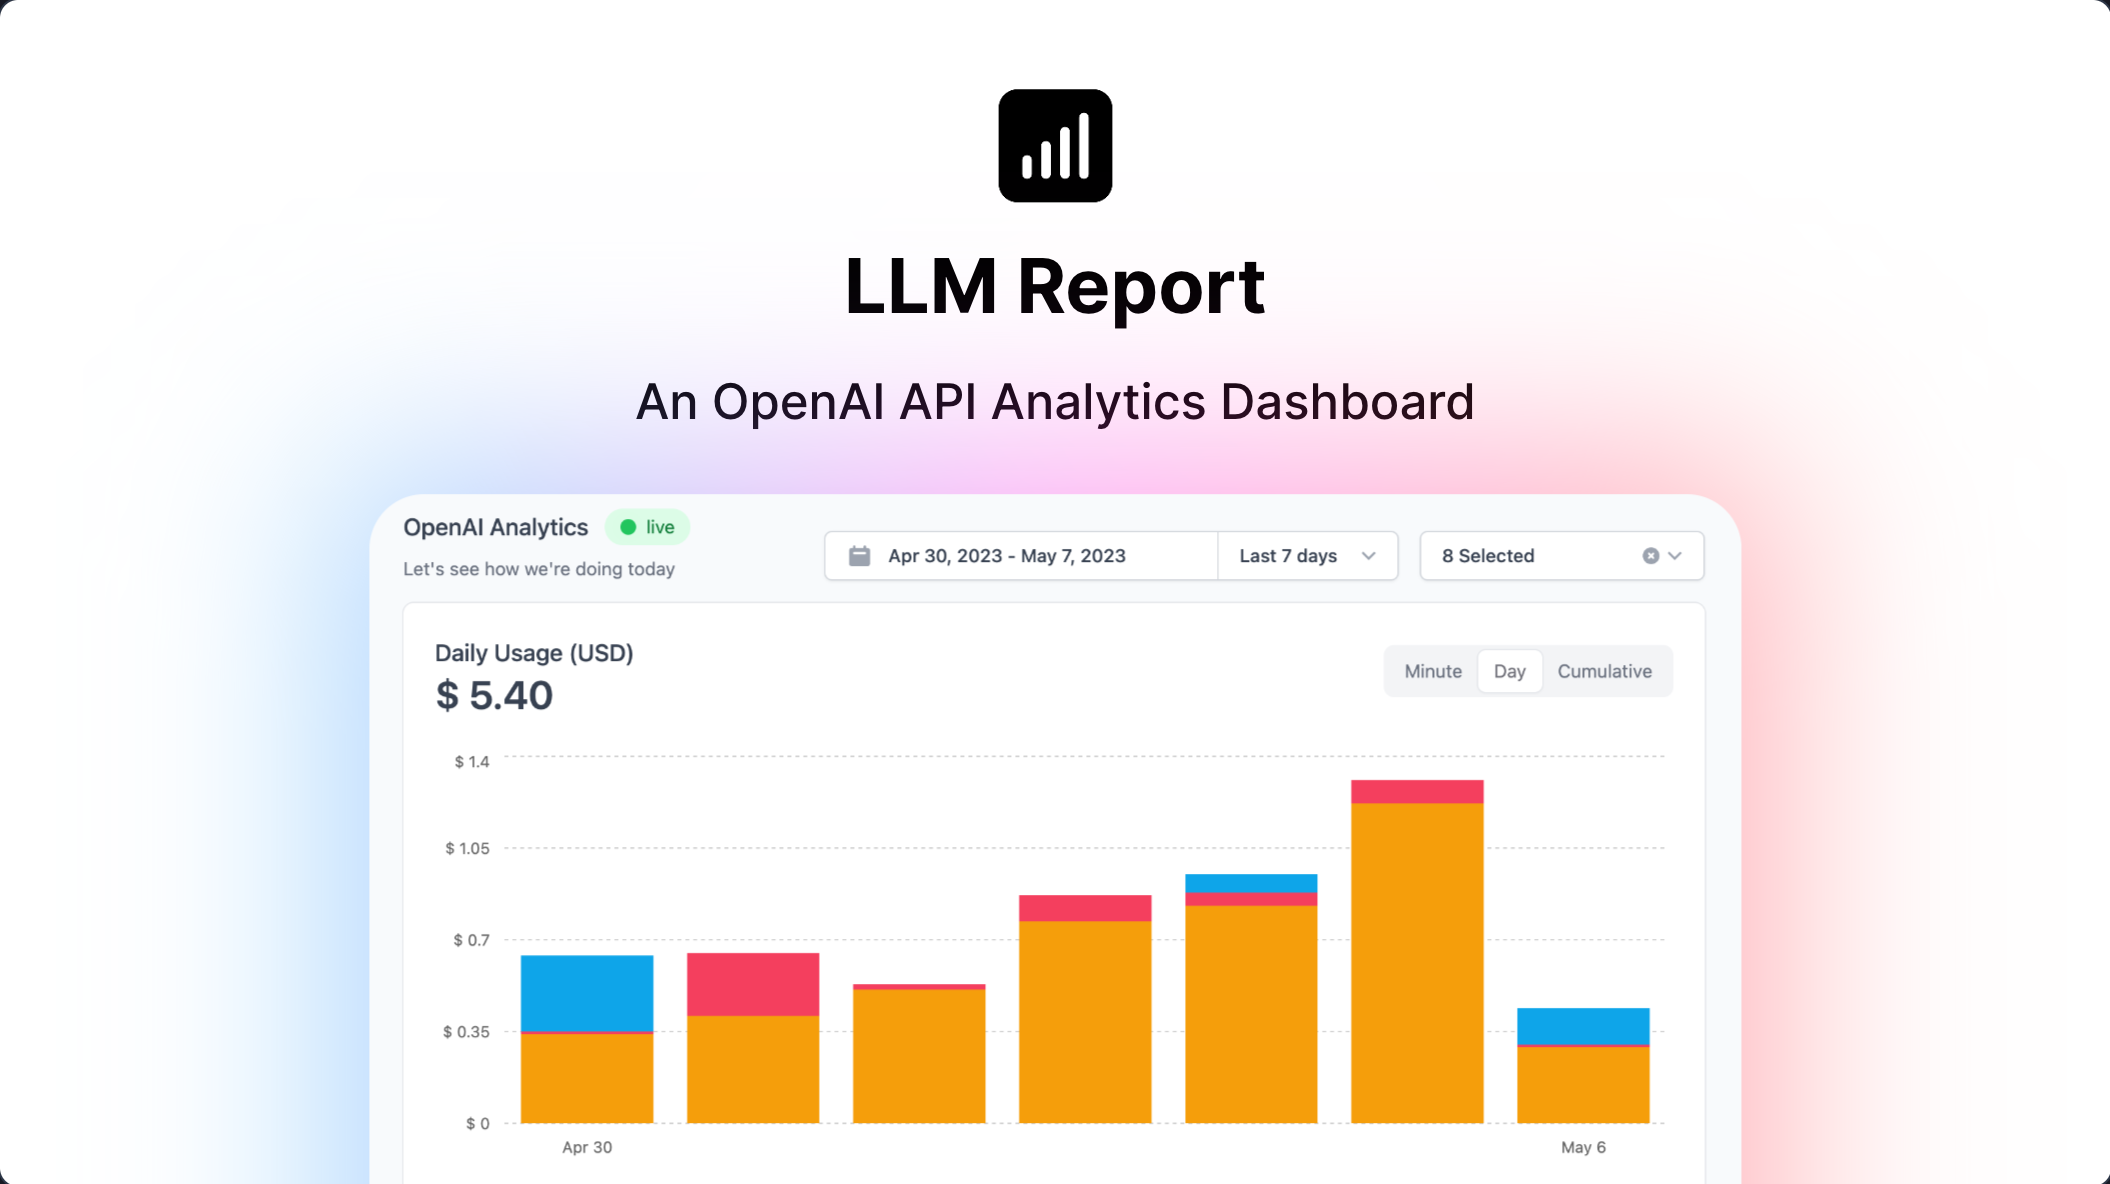 LLM Report
An OpenAI API Analytics Dashboard
OpenAI Analytics
live
Let's see how we're doing today
Apr 30, 2023 - May 7, 2023
Last 7 days
8 Selected
Daily Usage (USD)
$ 5.40
Minute
Day
Cumulative
$ 1.4
$ 1.05
$ 0.7
$ 0.35
$ 0
Apr 30
May 6